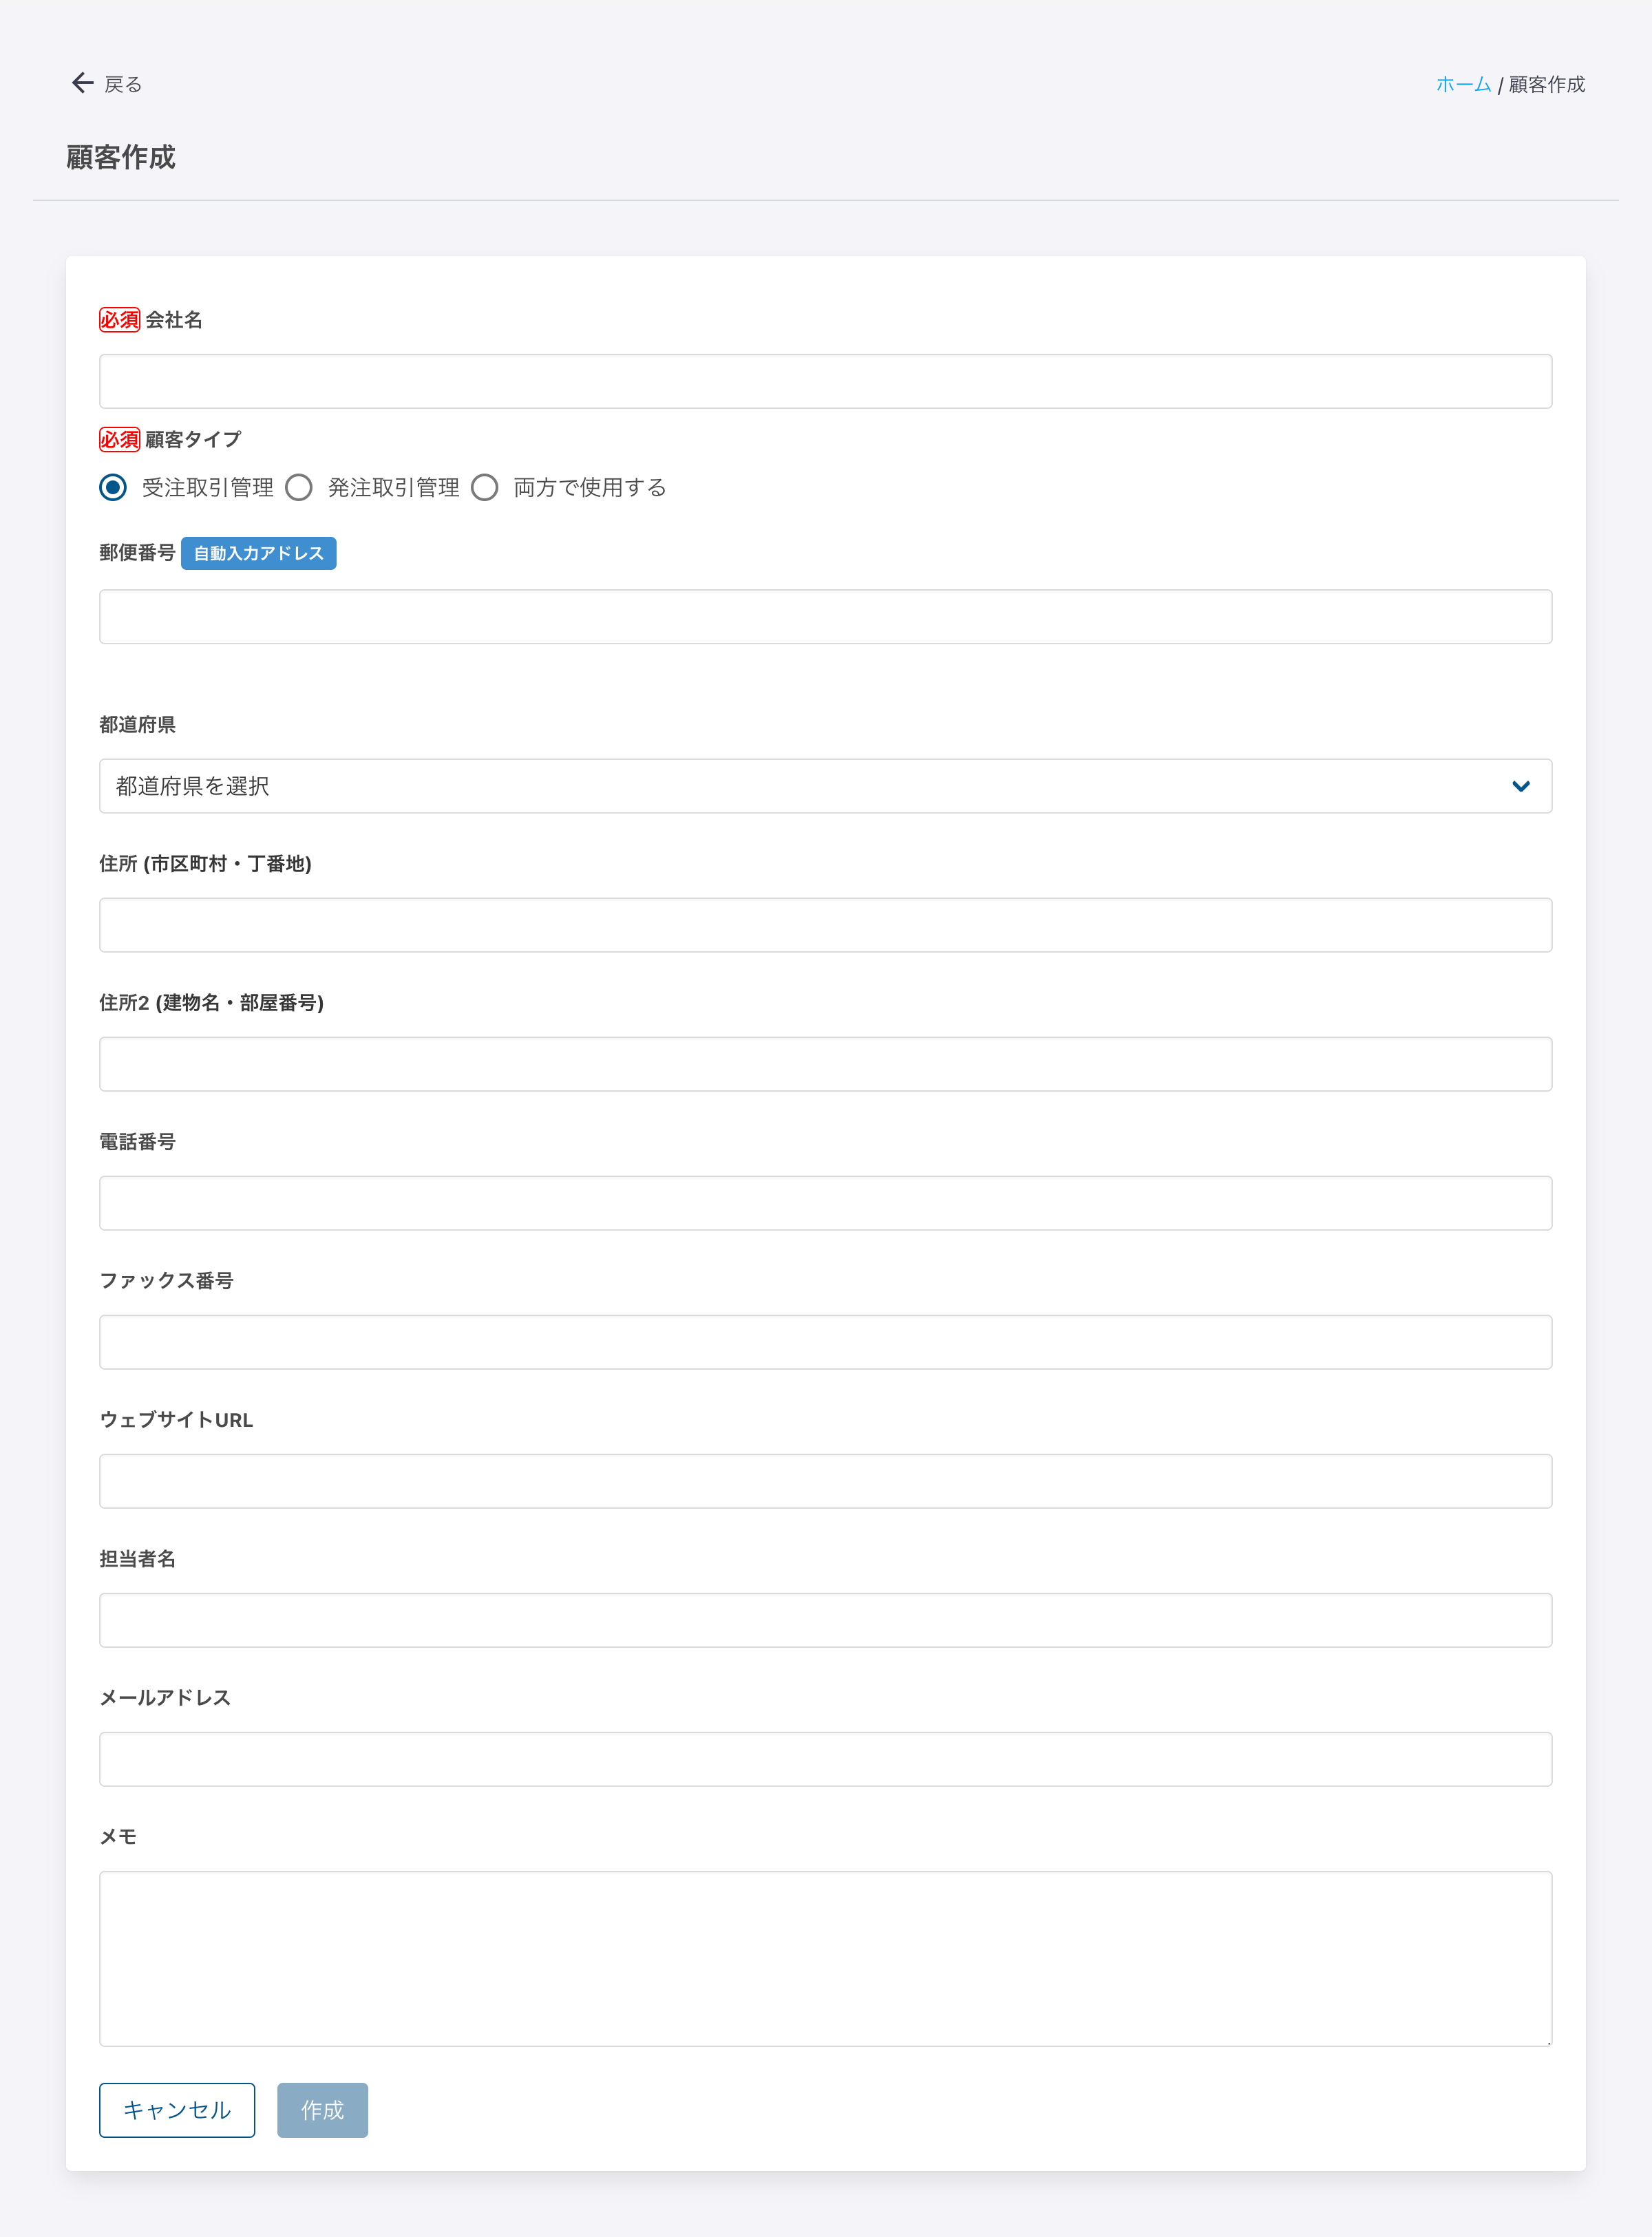 戻る
ホーム / 顧客作成
顧客作成
必須 会社名
必須 顧客タイプ
受注取引管理 発注取引管理 両方で使用する
郵便番号 自動入力アドレス
都道府県
都道府県を選択
住所 (市区町村・丁番地)
住所2 (建物名・部屋番号)
電話番号
ファックス番号
ウェブサイトURL
担当者名
メールアドレス
メモ
キャンセル 作成